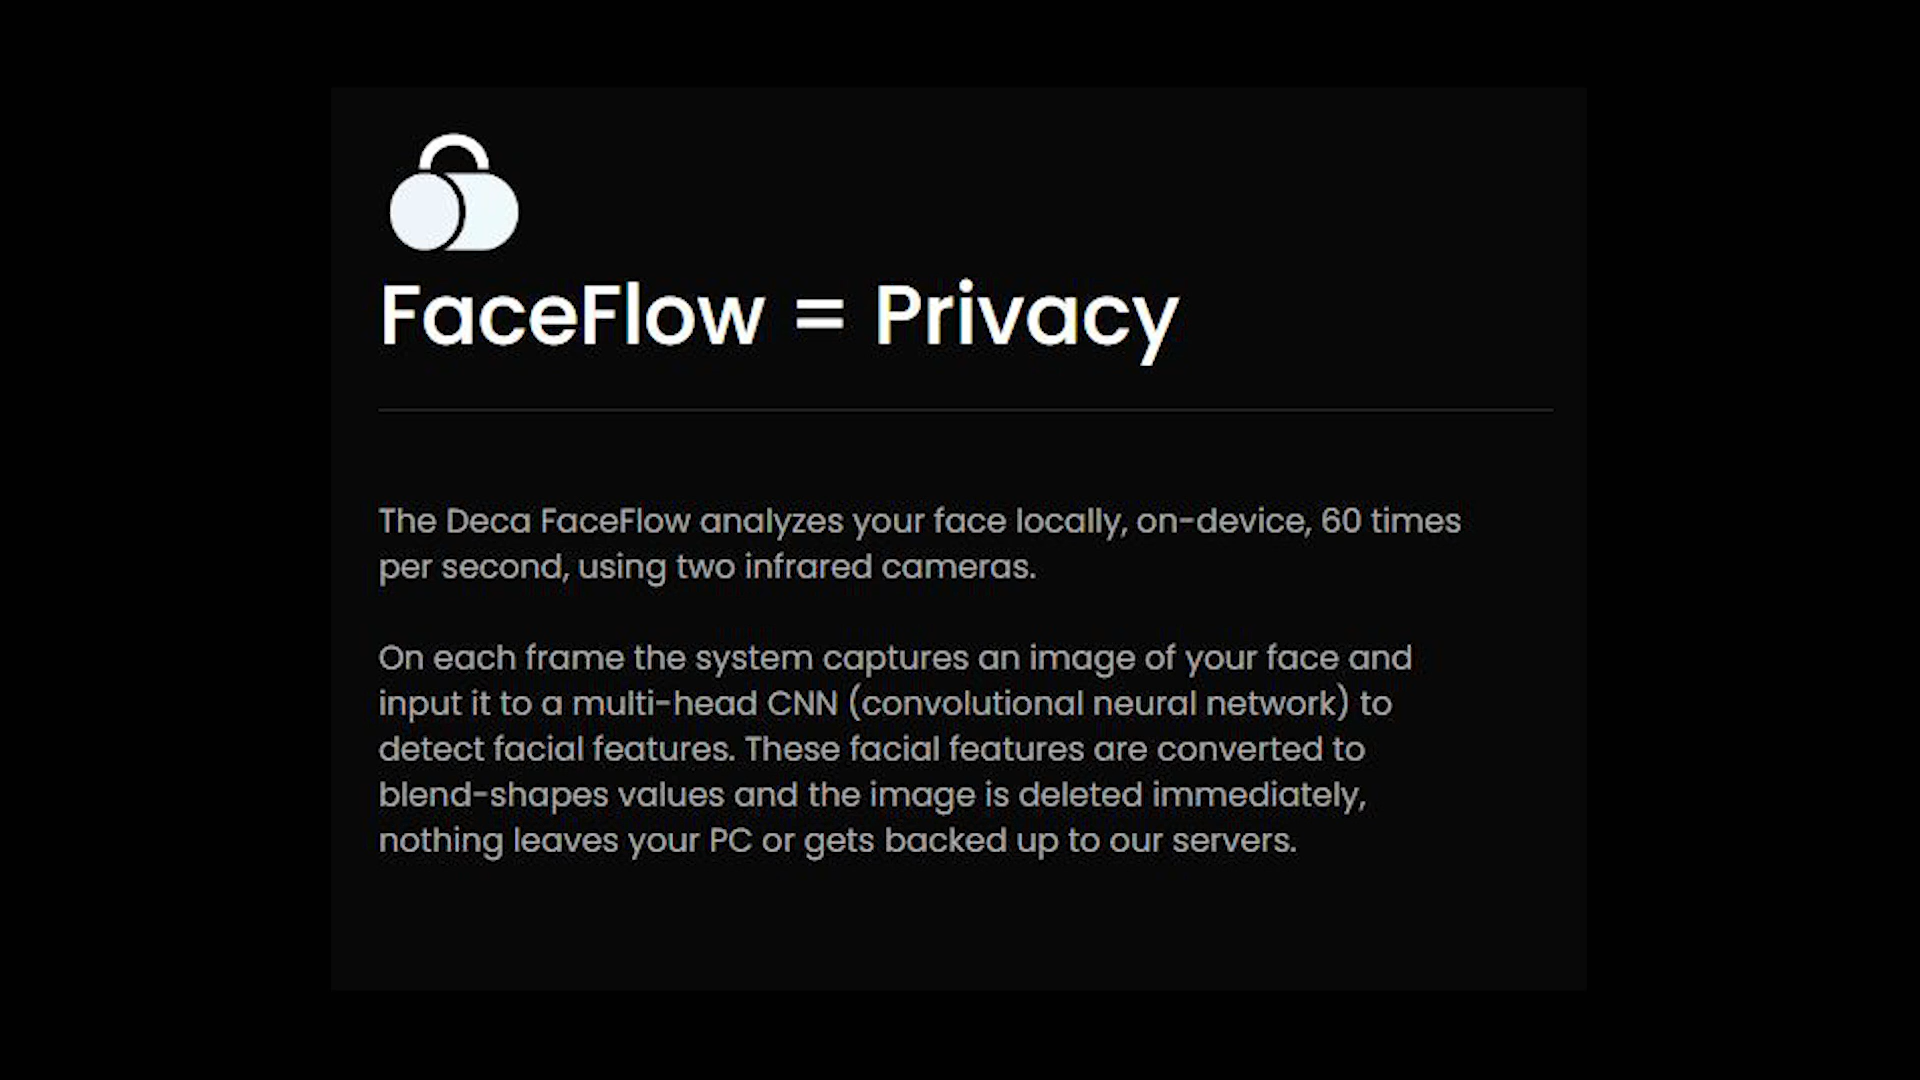 FaceFlow = Privacy
The Deca FaceFlow analyzes your face locally, on-device, 60 times
per second, using two infrared cameras.
On each frame the system captures an image of your face and
input it to a multi-head CNN (convolutional neural network) to
detect facial features. These facial features are converted to
blend-shapes values and the image is deleted immediately,
nothing leaves your PC or gets backed up to our servers.